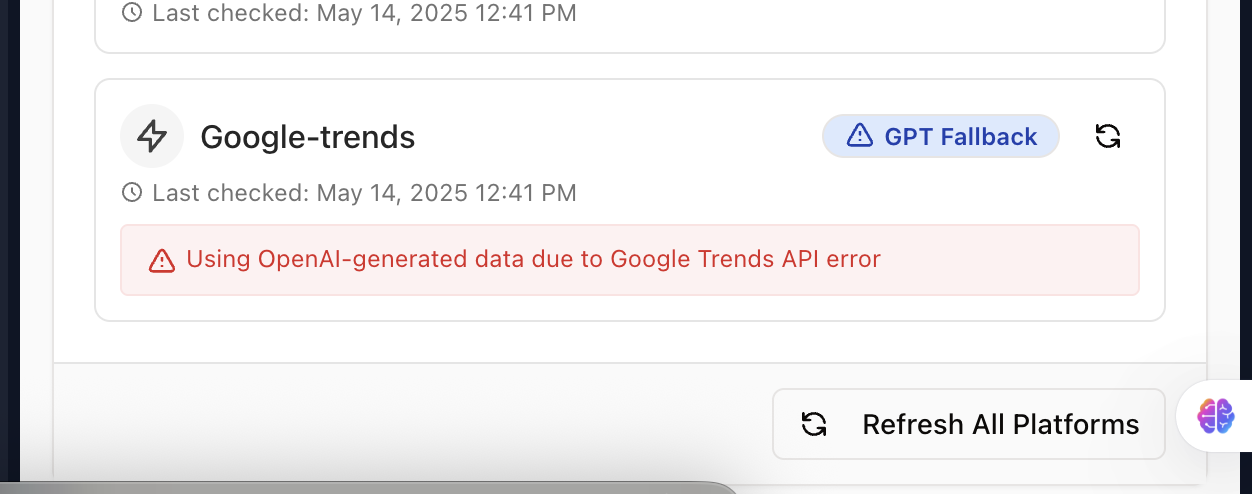 Last checked: May 14, 2025 12:41 PM
Google-trends
GPT Fallback
Last checked: May 14, 2025 12:41 PM
Using OpenAI-generated data due to Google Trends API error
Refresh All Platforms